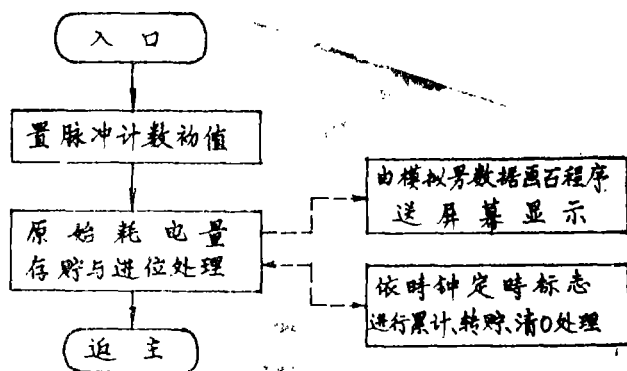 入口
置脉冲计数初值
原始耗电量
存贮与进位处理
返主
由模拟另数据画石程序
送屏幕显示
依时钟定时标志
进行累计、转贮、清0处理